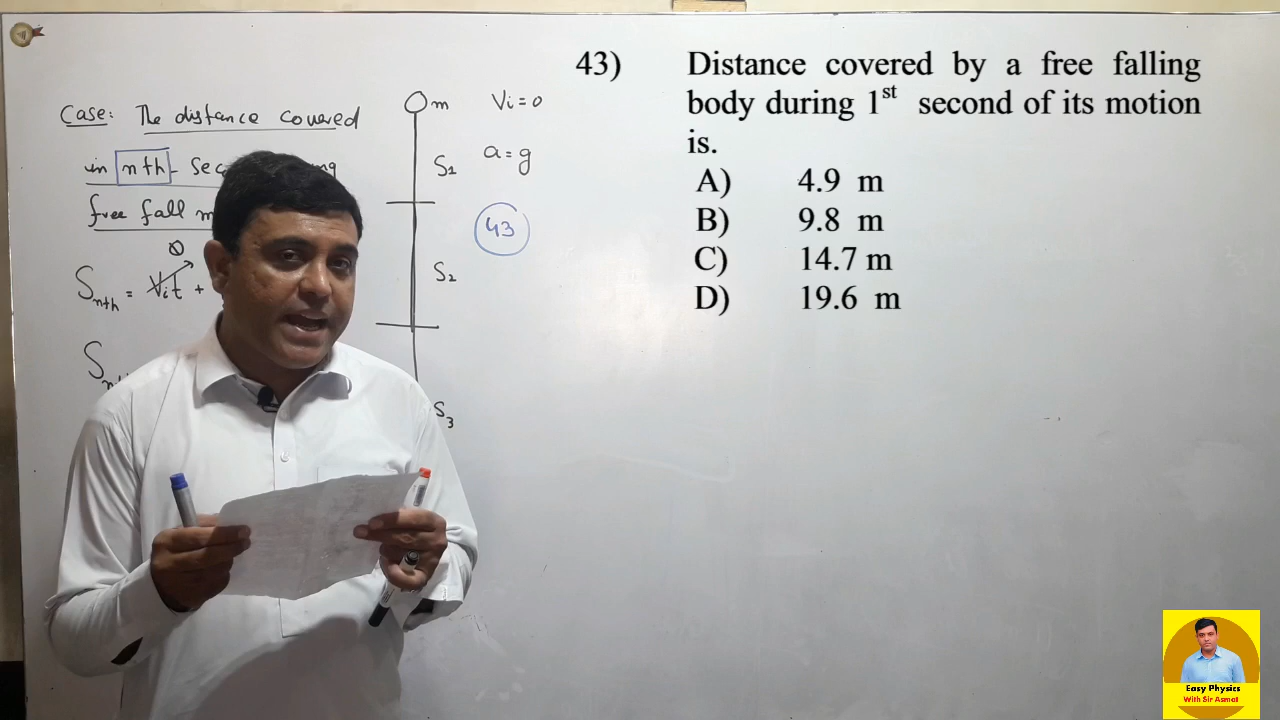 Case: The distance covered
in nth - sec
free fall m
0
Snth = Vit +
S
m Vi = 0
S1 a = g
43
S2
S3
43) Distance covered by a free falling
body during 1st second of its motion
is.
A) 4.9 m
B) 9.8 m
C) 14.7 m
D) 19.6 m
Easy Physics
With Sir Asmat